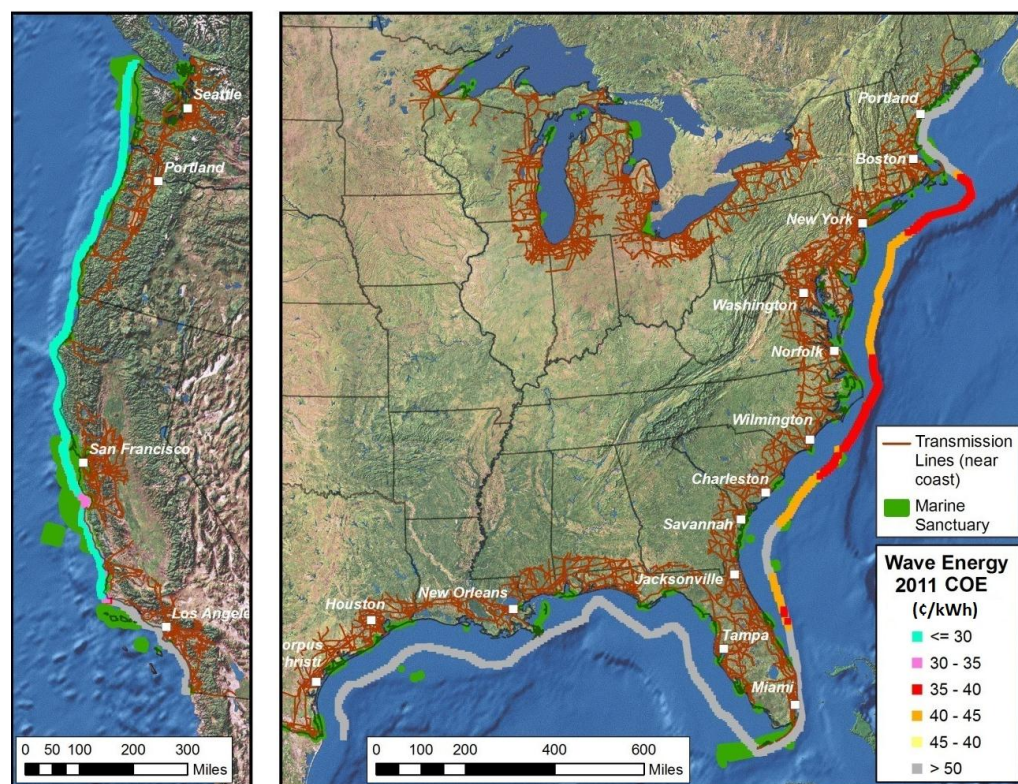 Seattle
Portland
San Francisco
Los Angele
0 50 100 200 300
Miles
Portland
Boston
New York
Washington
Norfolk
Wilmington
Charleston
Savannah
Jacksonville
New Orleans
Houston
orpus
Christi
Tampa
Miami
0 100 200 400 600
Miles
Transmission
Lines (near
coast)
Marine
Sanctuary
Wave Energy
2011 COE
(¢/kWh)
<= 30
30 - 35
35 - 40
40 - 45
45 - 40
> 50